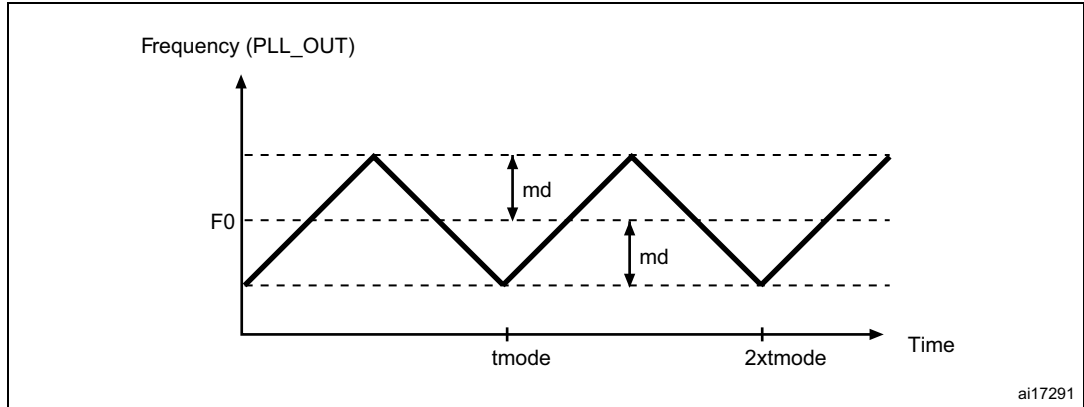 Frequency (PLL_OUT)
md
F0
md
tmode
2xtmode
Time
ai17291